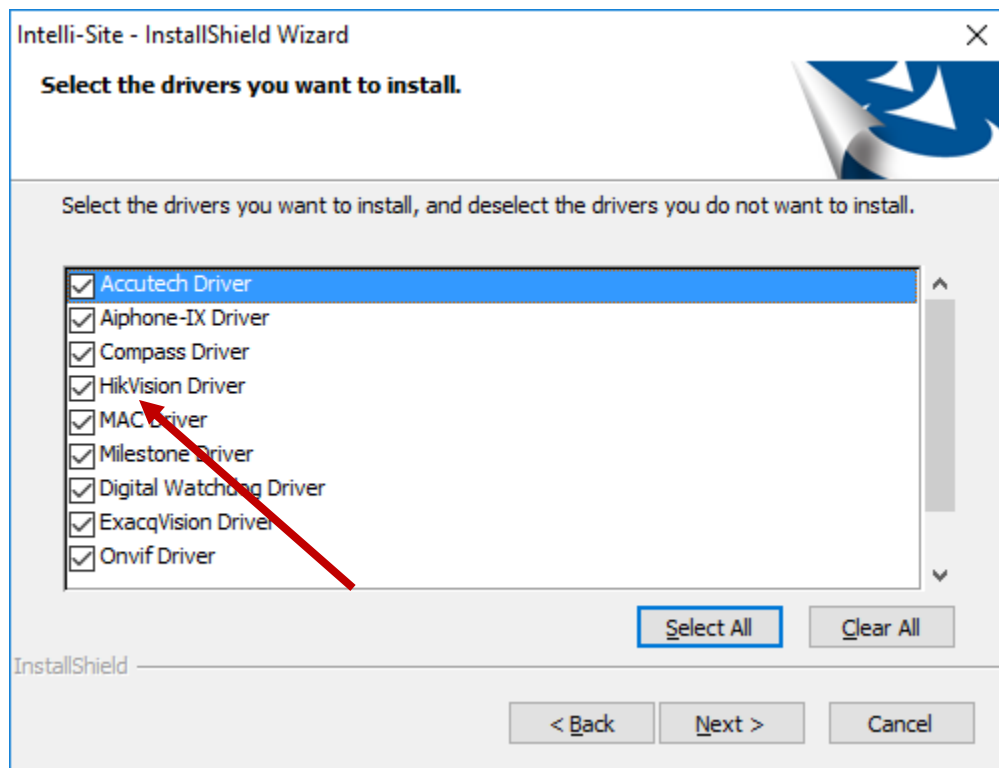 Intelli-Site - InstallShield Wizard
Select the drivers you want to install.
Select the drivers you want to install, and deselect the drivers you do not want to install.
Accutech Driver
Aiphone-IX Driver
Compass Driver
HikVision Driver
MAC Driver
Milestone Driver
Digital Watchdog Driver
ExacqVision Driver
Onvif Driver
Select All Clear All
InstallShield
< Back Next > Cancel